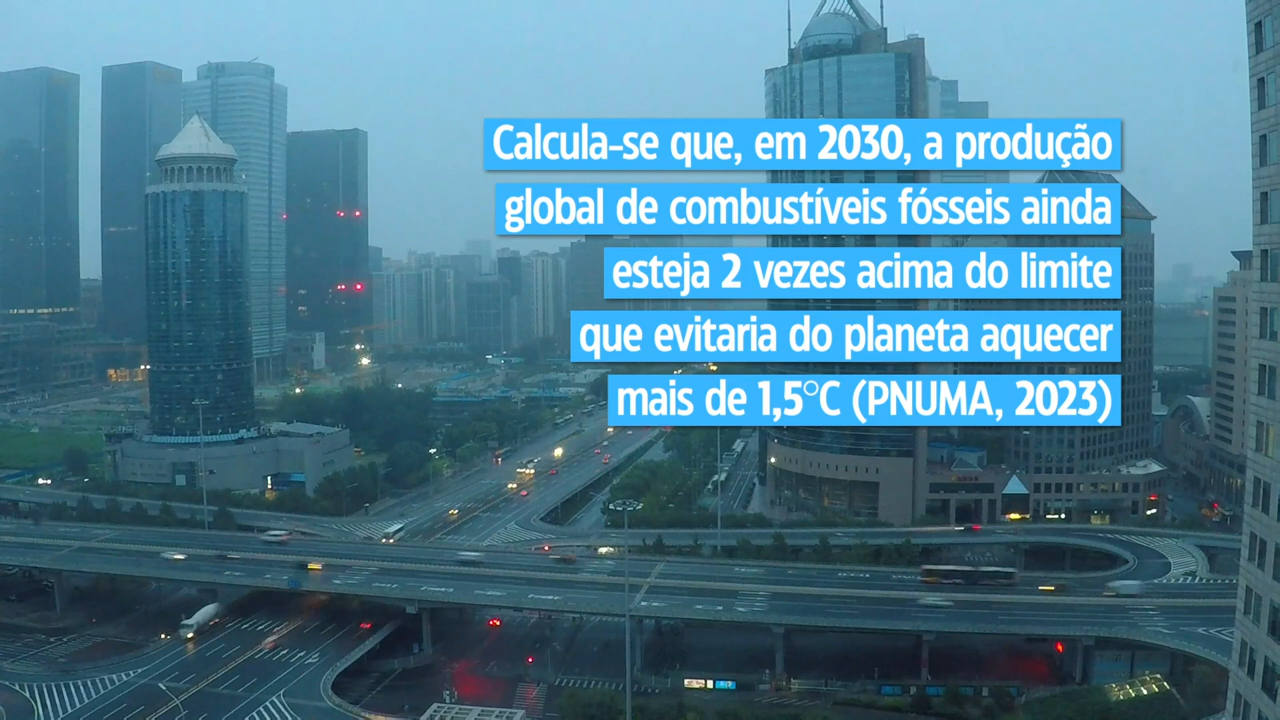 Calcula-se que, em 2030, a produção
global de combustíveis fósseis ainda
esteja 2 vezes acima do limite
que evitaria do planeta aquecer
mais de 1,5°C (PNUMA, 2023)